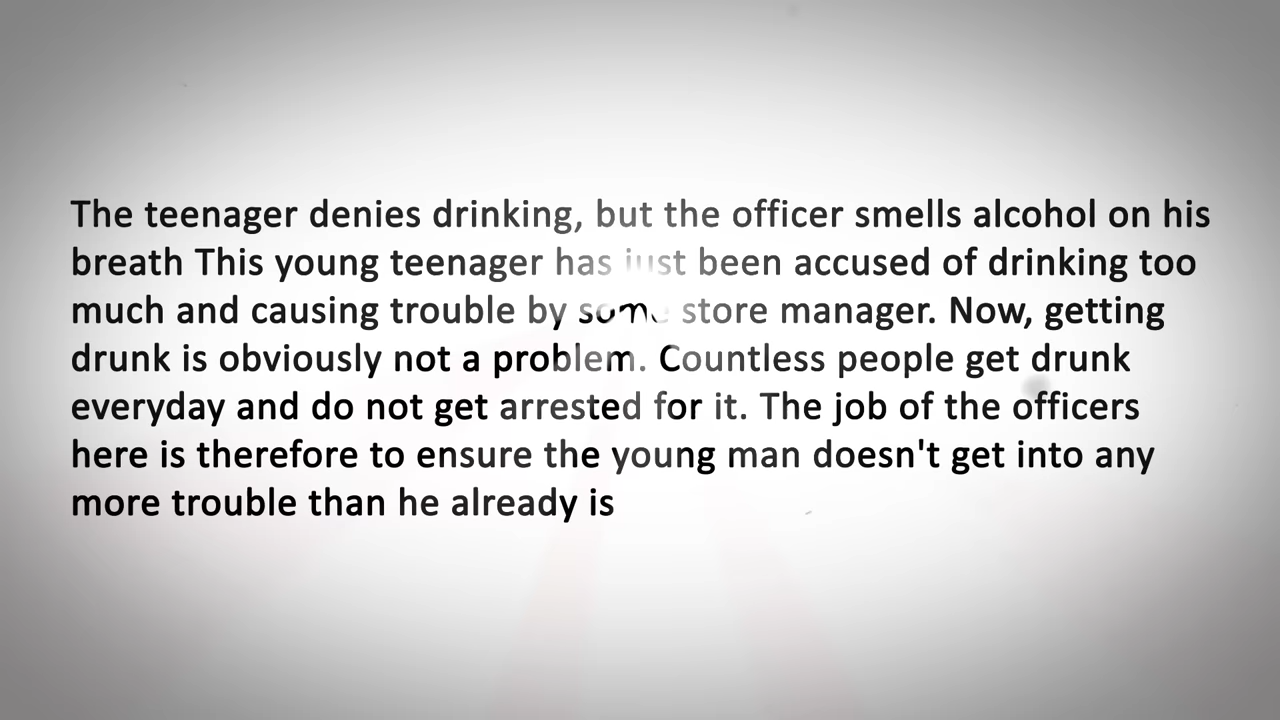 The teenager denies drinking, but the officer smells alcohol on his
breath This young teenager has just been accused of drinking too
much and causing trouble by some store manager. Now, getting
drunk is obviously not a problem. Countless people get drunk
everyday and do not get arrested for it. The job of the officers
here is therefore to ensure the young man doesn't get into any
more trouble than he already is